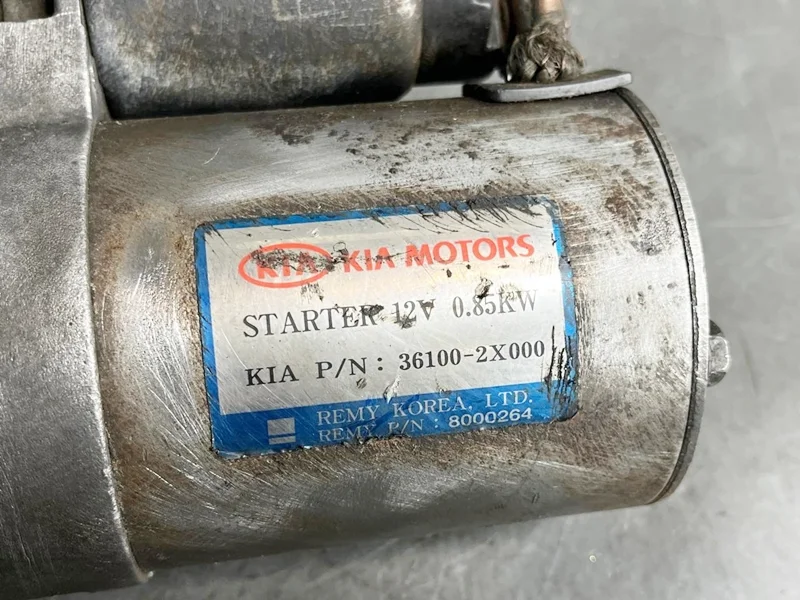 KIA KIA MOTORS
STARTER 12V 0.85KW
KIA P/N : 36100-2X000
REMY KOREA, LTD.
REMY P/N : 8000264